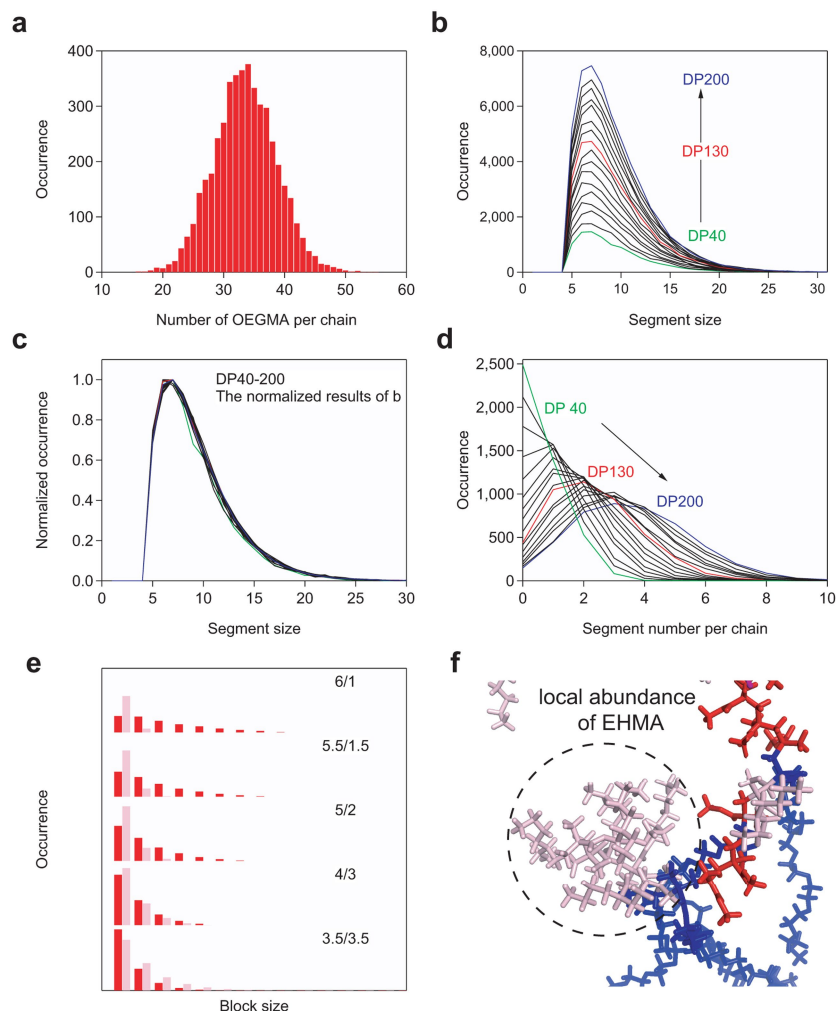 a
400
300
200
100
0
Occurrence
10 20 30 40 50 60
Number of OEGMA per chain
b
8,000
6,000
4,000
2,000
0
Occurrence
DP200
DP130
DP40
0 5 10 15 20 25 30
Segment size
c
1.0
0.8
0.6
0.4
0.2
0.0
Normalized occurrence
DP40-200
The normalized results of b
0 5 10 15 20 25 30
Segment size
d
2,500
2,000
1,500
1,000
500
0
Occurrence
DP 40
DP130
DP200
0 2 4 6 8 10
Segment number per chain
e
6/1
5.5/1.5
5/2
4/3
3.5/3.5
Occurrence
Block size
f
local abundance
of EHMA